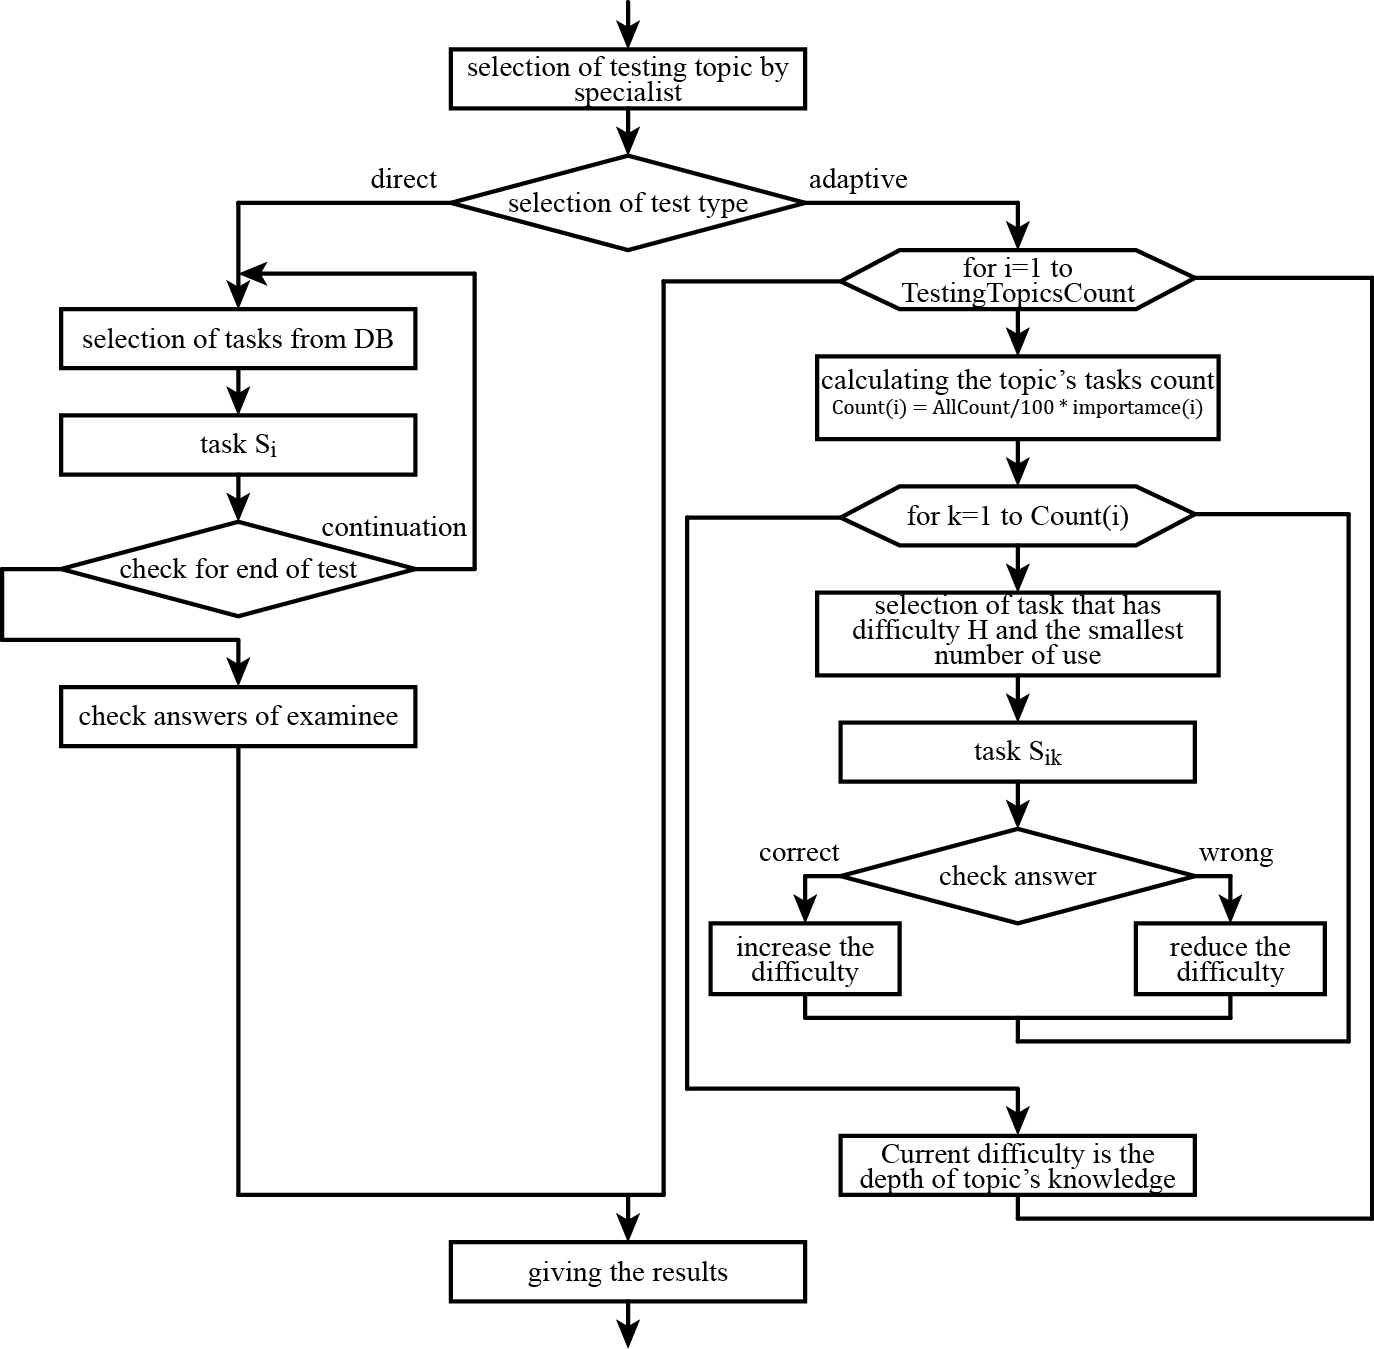 selection of testing topic by
specialist
direct
adaptive
selection of test type
for i=1 to
TestingTopicsCount
selection of tasks from DB
calculating the topic's tasks count
Count(i) = AllCount/100 * importamce(i)
task Si
for k=1 to Count(i)
continuation
check for end of test
selection of task that has
difficulty H and the smallest
number of use
check answers of examinee
task Sik
correct
wrong
check answer
increase the
difficulty
reduce the
difficulty
Current difficulty is the
depth of topic's knowledge
giving the results